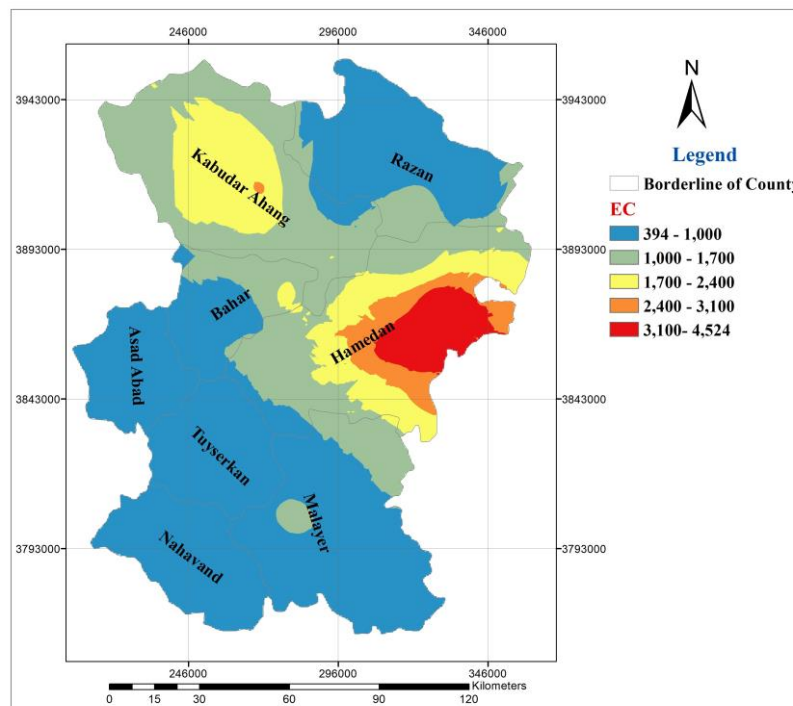 246000 296000 346000
3943000 3943000
3893000 3893000
3843000 3843000
3793000 3793000
246000 296000 346000
Razan
Kabudar Ahang
Bahar
Hamedan
Asad Abad
Tuyserkan
Malayer
Nahavand
N
Legend
Borderline of County
EC
394 - 1,000
1,000 - 1,700
1,700 - 2,400
2,400 - 3,100
3,100- 4,524
Kilometers
0 15 30 60 90 120